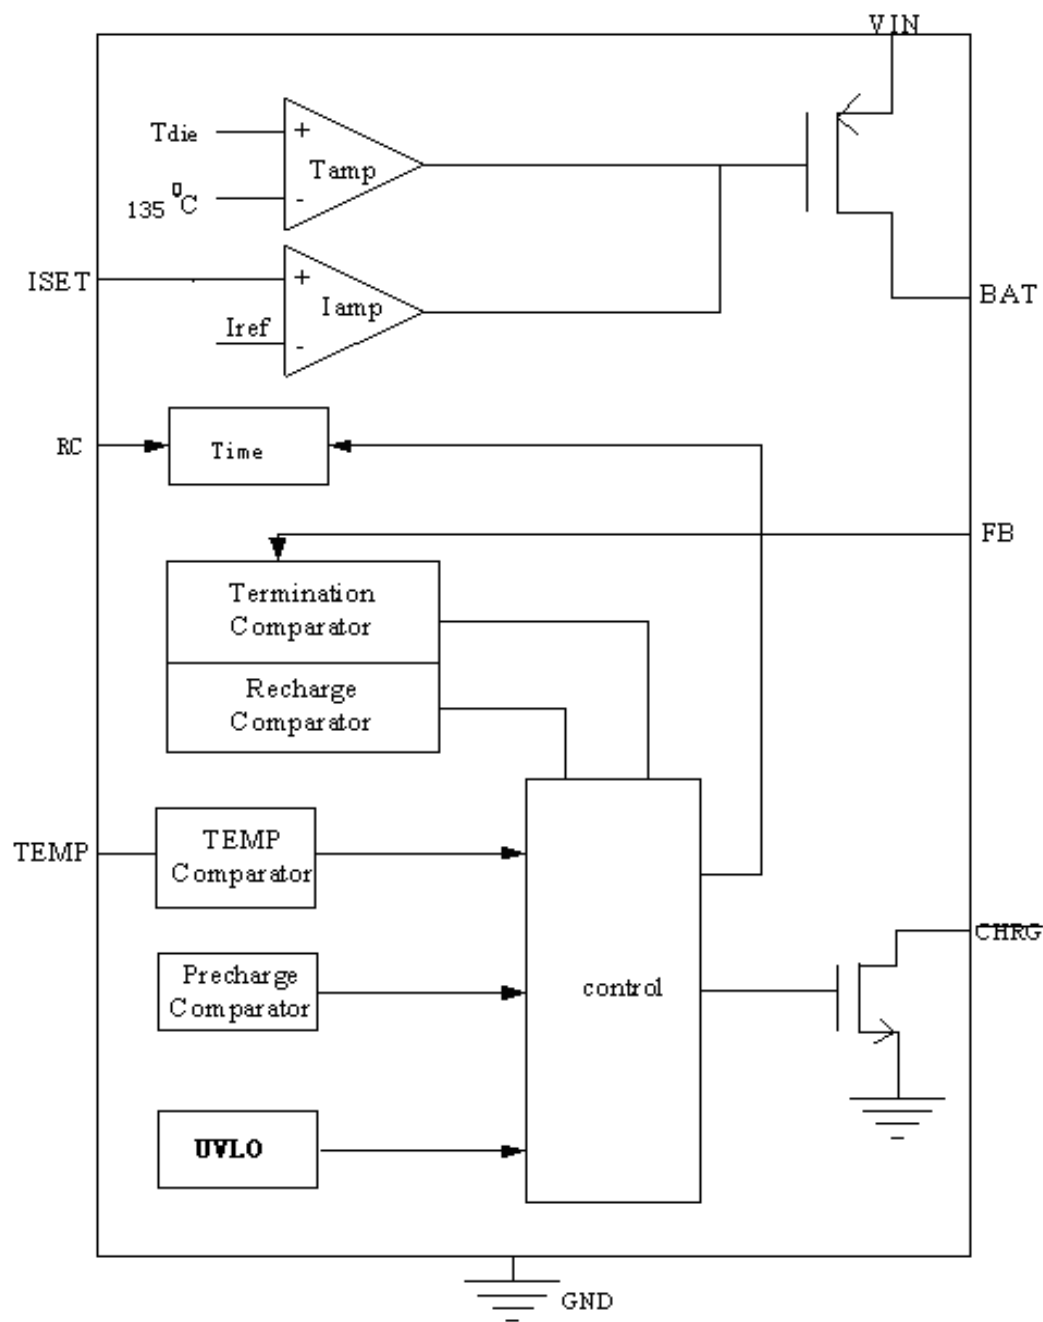 VIN
Tdie
+
Tamp
135 ⁰C
-
ISET
+
BAT
Iamp
Iref
-
RC
Time
FB
Termination
Comparator
Recharge
Comparator
TEMP
TEMP
Comparator
CHRG
Precharge
Comparator
control
UVLO
GND